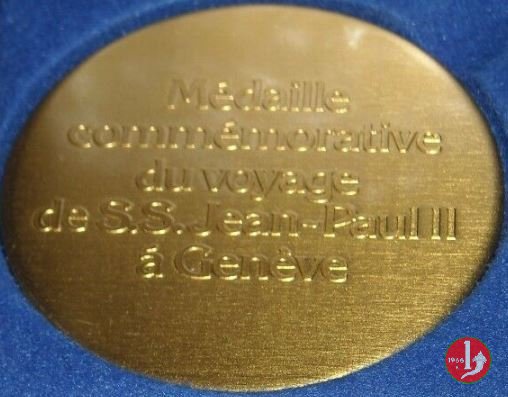 Médaille
commémorative
du voyage
de S.S. Jean-Paul II
à Genève
1966